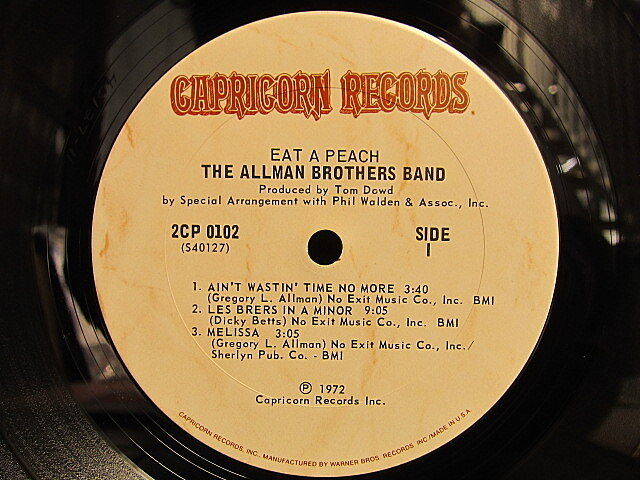 CAPRICORN RECORDS
EAT A PEACH
THE ALLMAN BROTHERS BAND
Produced by Tom Dowd
by Special Arrangement with Phil Walden & Assoc., Inc.
2CP 0102
(S40127)
SIDE
I
1. AIN'T WASTIN' TIME NO MORE 3:40
(Gregory L. Allman) No Exit Music Co., Inc. BMI
2. LES BRERS IN A MINOR 9:05
(Dicky Betts) No Exit Music Co., Inc. BMI
3. MELISSA 3:05
(Gregory L. Allman) No Exit Music Co., Inc./
Sherlyn Pub. Co. - BMI
℗ 1972
Capricorn Records Inc.
CAPRICORN RECORDS, INC., MANUFACTURED BY WARNER BROS. RECORDS INC./MADE IN U.S.A.